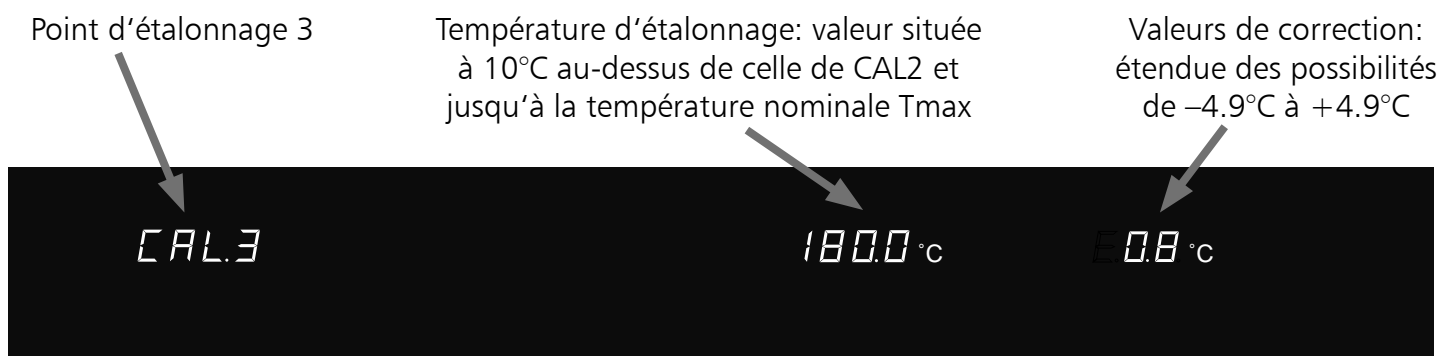 Point d‘étalonnage 3
Température d‘étalonnage: valeur située
à 10°C au-dessus de celle de CAL2 et
jusqu‘à la température nominale Tmax
Valeurs de correction:
étendue des possibilités
de –4.9°C à +4.9°C
CAL.3 180.0 °C 0.8 °C